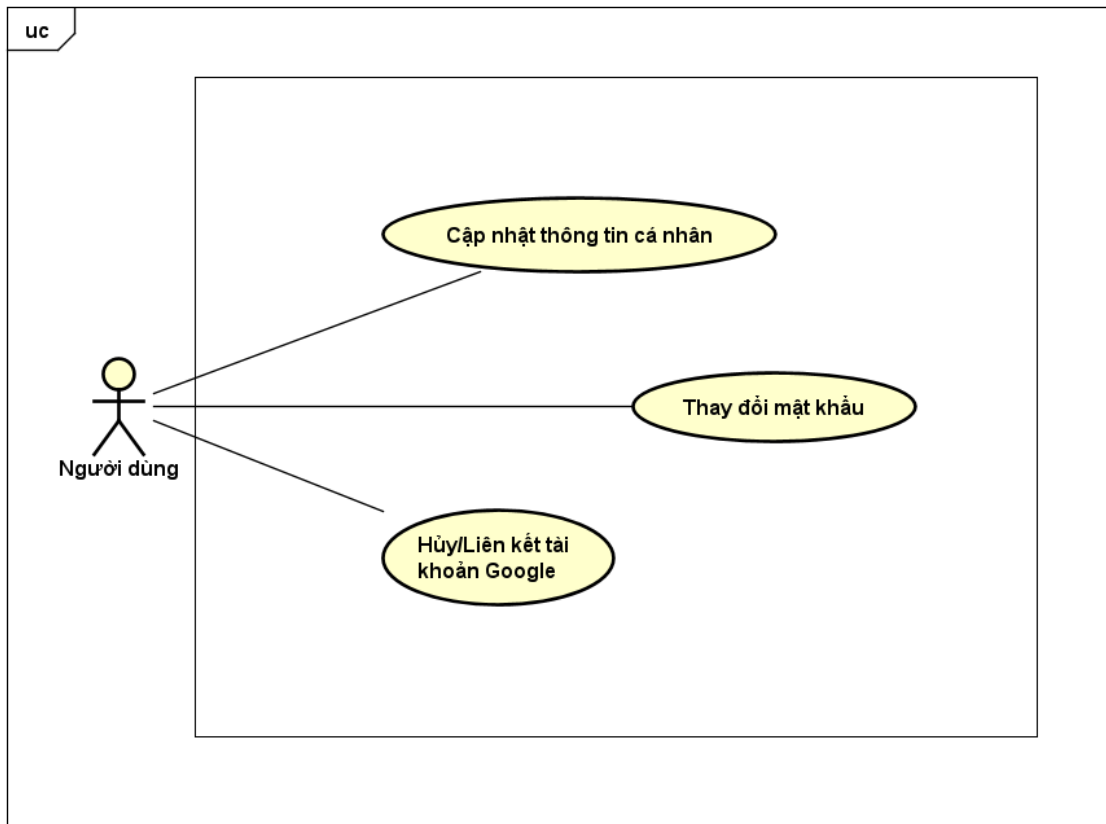 uc
Cập nhật thông tin cá nhân
Thay đổi mật khẩu
Người dùng
Hủy/Liên kết tài
khoản Google